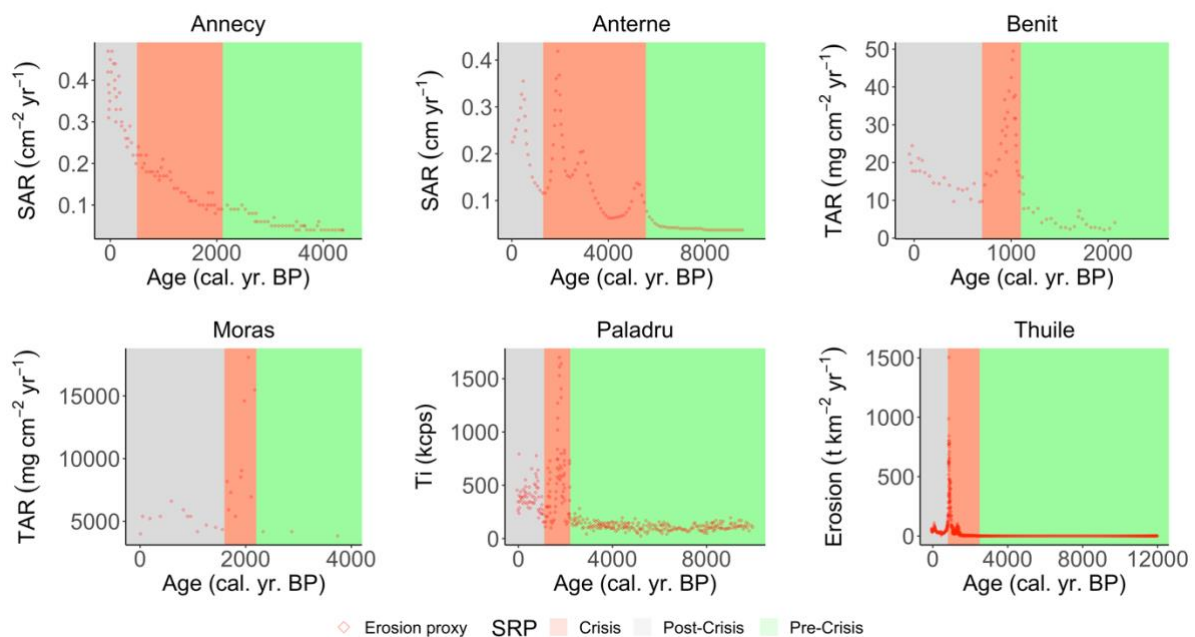 Annecy
SAR (cm⁻² yr⁻¹)
0.4
0.3
0.2
0.1
0 2000 4000
Age (cal. yr. BP)
Anterne
SAR (cm yr⁻¹)
0.4
0.3
0.2
0.1
0 4000 8000
Age (cal. yr. BP)
Benit
TAR (mg cm⁻² yr⁻¹)
50
40
30
20
10
0
0 1000 2000
Age (cal. yr. BP)
Moras
TAR (mg cm⁻² yr⁻¹)
15000
10000
5000
0 2000 4000
Age (cal. yr. BP)
Paladru
Ti (kcps)
1500
1000
500
0
0 4000 8000
Age (cal. yr. BP)
Thuile
Erosion (t km⁻² yr⁻¹)
1500
1000
500
0
0 4000 8000 12000
Age (cal. yr. BP)
Erosion proxy SRP Crisis Post-Crisis Pre-Crisis